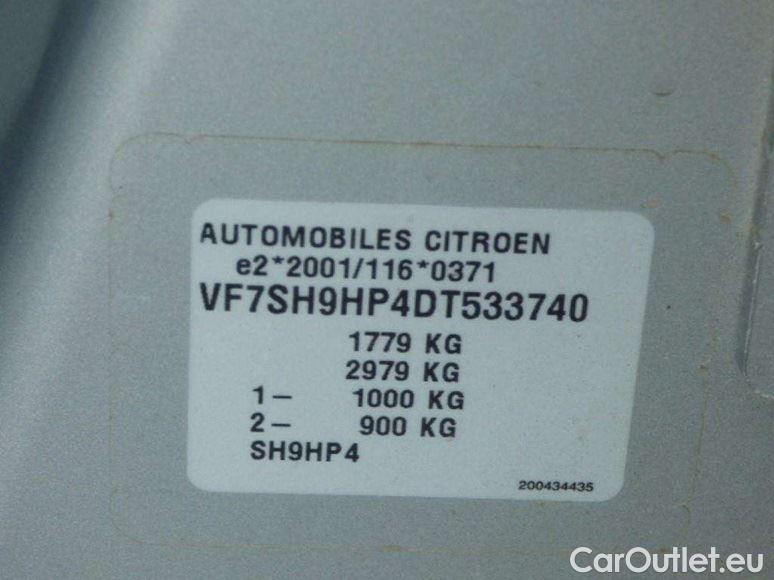 AUTOMOBILES CITROEN
e2*2001/116*0371
VF7SH9HP4DT533740
1779 KG
2979 KG
1- 1000 KG
2- 900 KG
SH9HP4
200434435
CarOutlet.eu